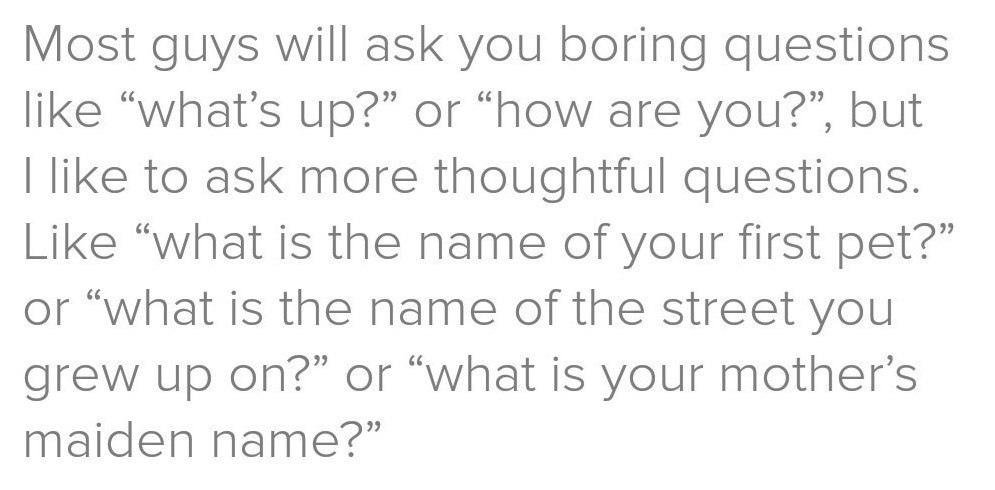 Most guys will ask you boring questions
like “what’s up?” or “how are you?”, but
I like to ask more thoughtful questions.
Like “what is the name of your first pet?”
or “what is the name of the street you
grew up on?” or “what is your mother’s
maiden name?”